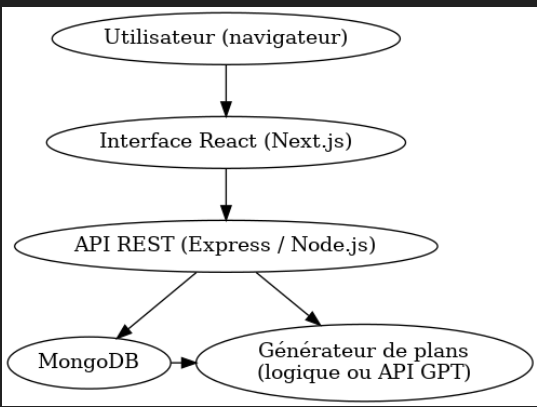 Utilisateur (navigateur)
Interface React (Next.js)
API REST (Express / Node.js)
MongoDB
Générateur de plans
(logique ou API GPT)